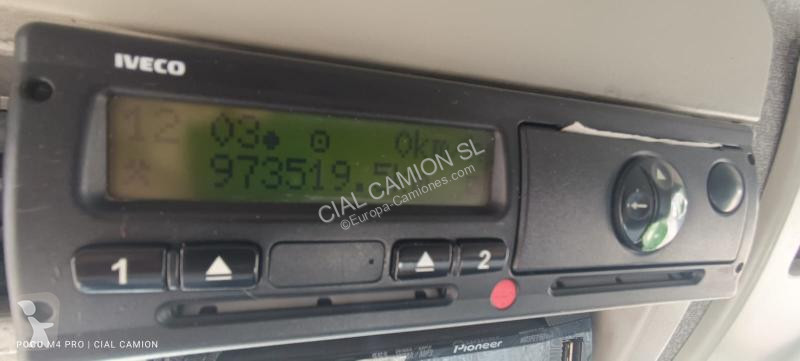 IVECO
12 03 0km
973519.5
CIAL CAMION SL
©Europa-Camiones.com
1 2
Pioneer
POCO M4 PRO | CIAL CAMION